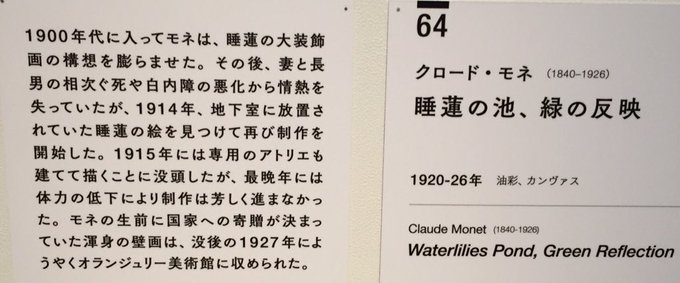 1900年代に入ってモネは、睡蓮の大装飾
画の構想を膨らませた。その後、妻と長
男の相次ぐ死や白内障の悪化から情熱を
失っていたが、1914年、地下室に放置さ
れていた睡蓮の絵を見つけて再び制作を
開始した。1915年には専用のアトリエも
建てて描くことに没頭したが、最晩年には
体力の低下により制作は芳しく進まなかっ
た。モネの生前に国家への寄贈が決まっ
ていた渾身の壁画は、没後の1927年によ
うやくオランジュリー美術館に収められた。
64
クロード・モネ (1840-1926)
睡蓮の池、緑の反映
1920-26年 油彩、カンヴァス
Claude Monet (1840-1926)
Waterlilies Pond, Green Reflection